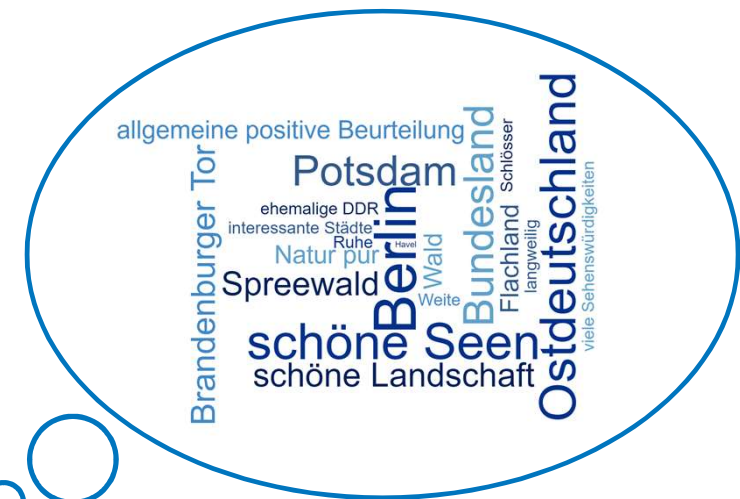 allgemeine positive Beurteilung
Brandenburger Tor
Potsdam
ehemalige DDR
interessante Städte
Ruhe
Natur pur
Spreewald
Berlin
Havel
Wald
Weite
Bundesland
Schlösser
Flachland
langweilig
Ostdeutschland
viele Sehenswürdigkeiten
schöne Seen
schöne Landschaft